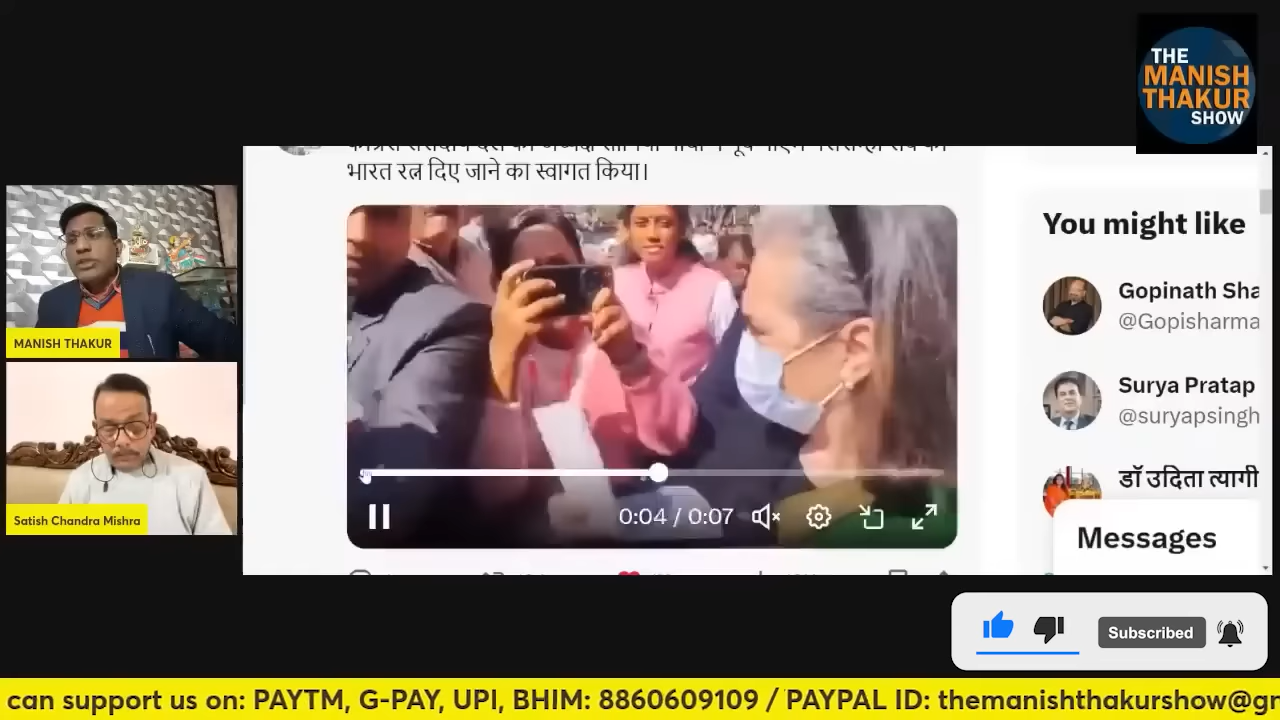 THE
MANISH
THAKUR
SHOW
भारत रत्न दिए जाने का स्वागत किया।
You might like
Gopinath Sha
@Gopisharma
Surya Pratap
@suryapsingh
डॉ उदिता त्यागी
Messages
0:04 / 0:07
MANISH THAKUR
Satish Chandra Mishra
Subscribed
can support us on: PAYTM, G-PAY, UPI, BHIM: 8860609109 / PAYPAL ID: themanishthakurshow@gm